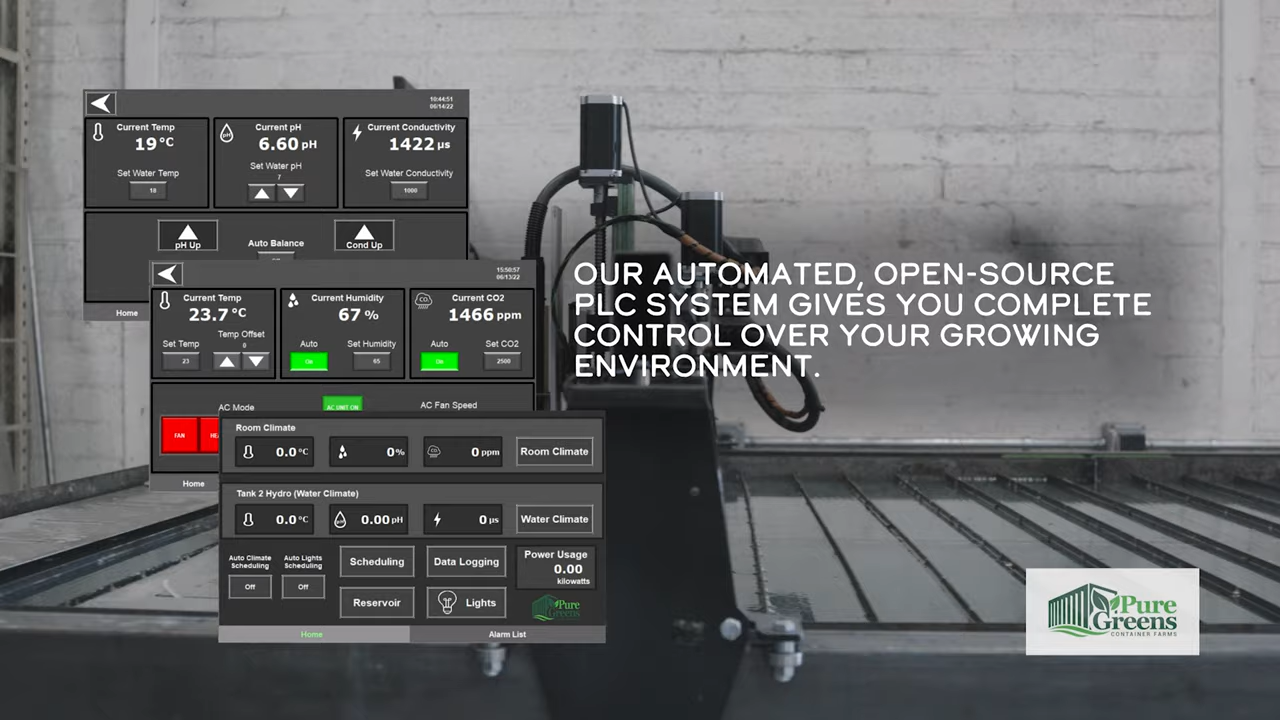 10:44:51
06/14/22
Current Temp
19 °C
Set Water Temp
18
Current pH
6.60 pH
Set Water pH
7
Current Conductivity
1422 µs
Set Water Conductivity
1000
pH Up
Auto Balance
Cond Up
Home
15:50:57
06/13/22
Current Temp
23.7 °C
Temp Offset
0
Set Temp
23
Current Humidity
67 %
Auto
On
Set Humidity
65
CO
Current CO2
1466 ppm
Auto
On
Set CO2
2500
AC Mode
AC UNIT ON
AC Fan Speed
FAN
Home
Room Climate
0.0 °C
0 %
CO
0 ppm
Room Climate
Tank 2 Hydro (Water Climate)
0.0 °C
pH
0.00 pH
0 µs
Water Climate
Auto Climate
Scheduling
Off
Auto Lights
Scheduling
Off
Scheduling
Data Logging
Reservoir
Lights
Power Usage
0.00
kilowatts
Pure
Greens
Home
Alarm List
OUR AUTOMATED, OPEN-SOURCE
PLC SYSTEM GIVES YOU COMPLETE
CONTROL OVER YOUR GROWING
ENVIRONMENT.
Pure
Greens
CONTAINER FARMS